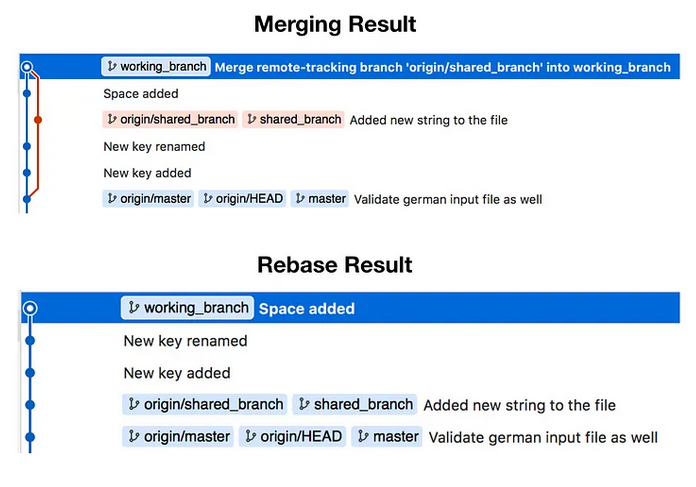 Merging Result
working_branch Merge remote-tracking branch 'origin/shared_branch' into working_branch
Space added
origin/shared_branch shared_branch Added new string to the file
New key renamed
New key added
origin/master origin/HEAD master Validate german input file as well
Rebase Result
working_branch Space added
New key renamed
New key added
origin/shared_branch shared_branch Added new string to the file
origin/master origin/HEAD master Validate german input file as well